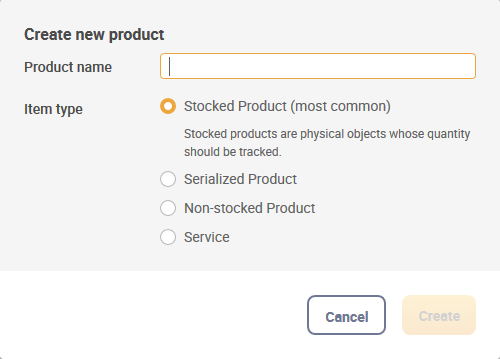 Create new product
Product name
Item type
Stocked Product (most common)
Stocked products are physical objects whose quantity
should be tracked.
Serialized Product
Non-stocked Product
Service
Cancel
Create